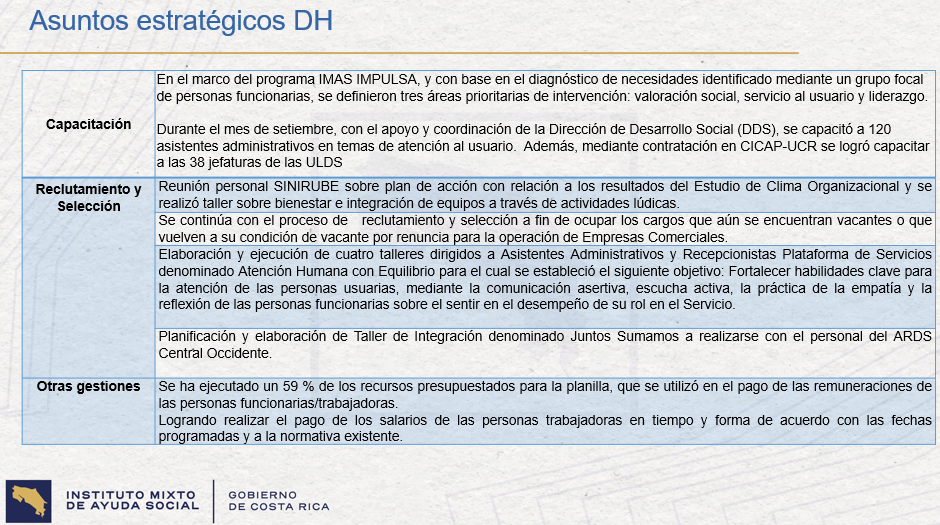 Asuntos estratégicos DH
Capacitación
En el marco del programa IMAS IMPULSA, y con base en el diagnóstico de necesidades identificado mediante un grupo focal
de personas funcionarias, se definieron tres áreas prioritarias de intervención: valoración social, servicio al usuario y liderazgo.
Durante el mes de setiembre, con el apoyo y coordinación de la Dirección de Desarrollo Social (DDS), se capacitó a 120
asistentes administrativos en temas de atención al usuario. Además, mediante contratación en CICAP-UCR se logró capacitar
a las 38 jefaturas de las ULDS
Reclutamiento y
Selección
Reunión personal SINIRUBE sobre plan de acción con relación a los resultados del Estudio de Clima Organizacional y se
realizó taller sobre bienestar e integración de equipos a través de actividades lúdicas.
Se continúa con el proceso de reclutamiento y selección a fin de ocupar los cargos que aún se encuentran vacantes o que
vuelven a su condición de vacante por renuncia para la operación de Empresas Comerciales.
Elaboración y ejecución de cuatro talleres dirigidos a Asistentes Administrativos y Recepcionistas Plataforma de Servicios
denominado Atención Humana con Equilibrio para el cual se estableció el siguiente objetivo: Fortalecer habilidades clave para
la atención de las personas usuarias, mediante la comunicación asertiva, escucha activa, la práctica de la empatía y la
reflexión de las personas funcionarias sobre el sentir en el desempeño de su rol en el Servicio.
Planificación y elaboración de Taller de Integración denominado Juntos Sumamos a realizarse con el personal del ARDS
Central Occidente.
Otras gestiones
Se ha ejecutado un 59 % de los recursos presupuestados para la planilla, que se utilizó en el pago de las remuneraciones de
las personas funcionarias/trabajadoras.
Logrando realizar el pago de los salarios de las personas trabajadoras en tiempo y forma de acuerdo con las fechas
programadas y a la normativa existente.
INSTITUTO MIXTO
DE AYUDA SOCIAL
GOBIERNO
DE COSTA RICA